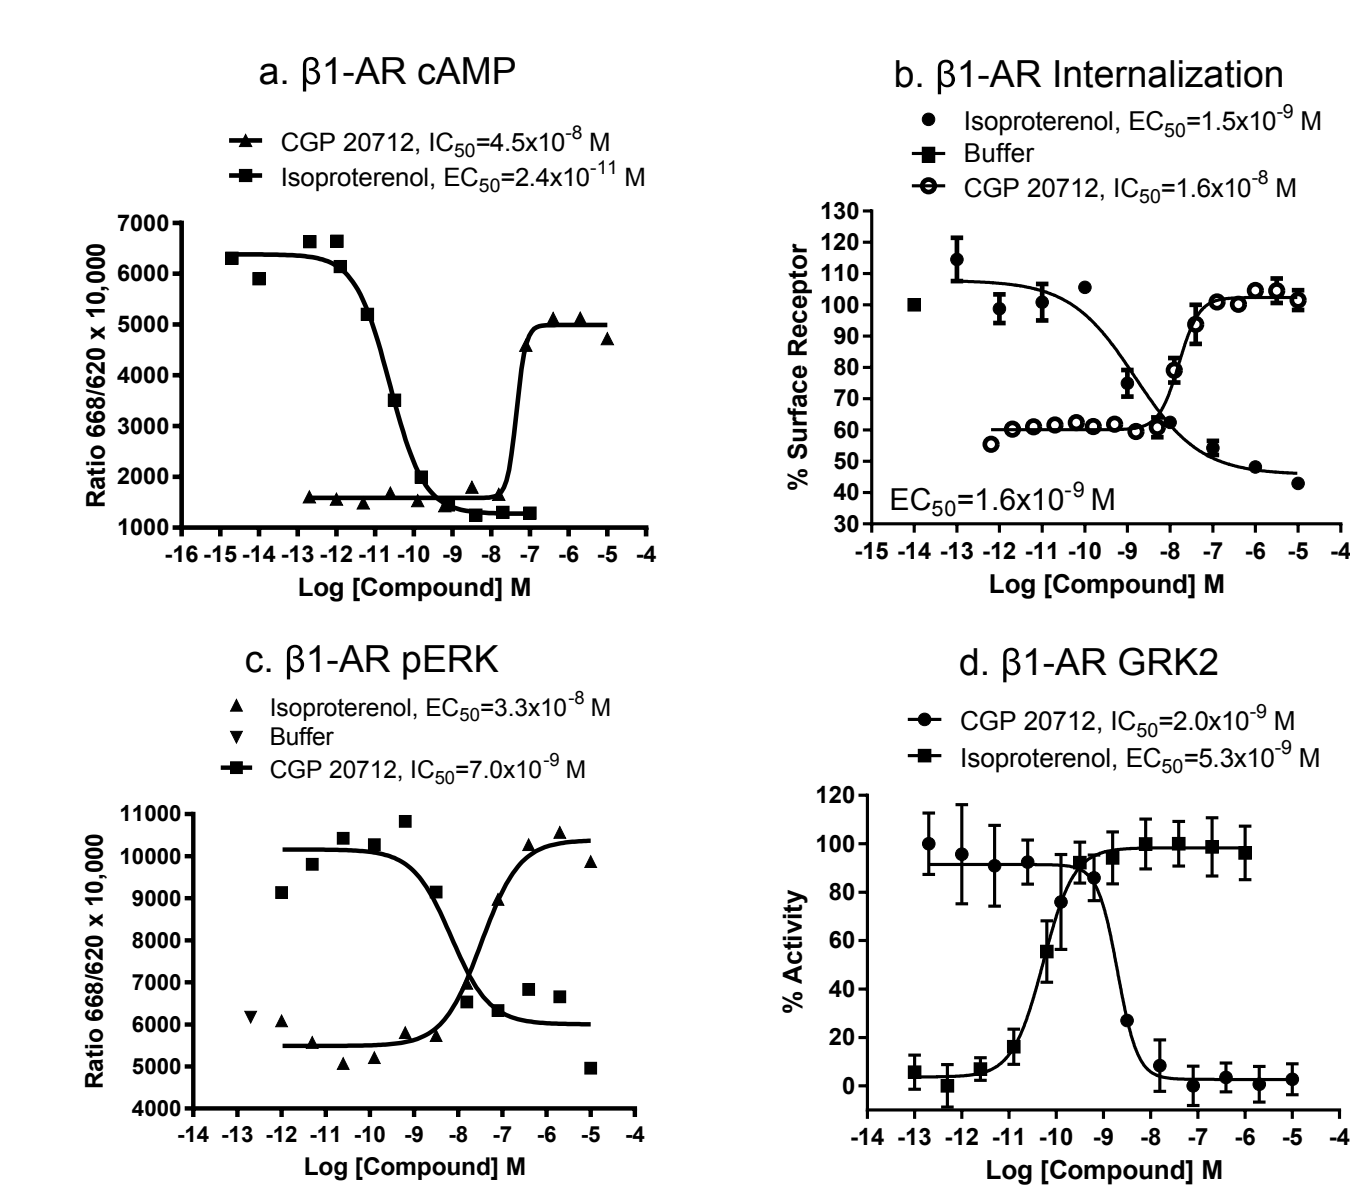 a. β1-AR cAMP
CGP 20712, IC50=4.5x10-8 M
Isoproterenol, EC50=2.4x10-11 M
7000
6000
5000
4000
3000
2000
1000
Ratio 668/620 x 10,000
-16 -15 -14 -13 -12 -11 -10 -9 -8 -7 -6 -5 -4
Log [Compound] M
b. β1-AR Internalization
Isoproterenol, EC50=1.5x10-9 M
Buffer
CGP 20712, IC50=1.6x10-8 M
130
120
110
100
90
80
70
60
50
40
30
% Surface Receptor
EC50=1.6x10-9 M
-15 -14 -13 -12 -11 -10 -9 -8 -7 -6 -5 -4
Log [Compound] M
c. β1-AR pERK
Isoproterenol, EC50=3.3x10-8 M
Buffer
CGP 20712, IC50=7.0x10-9 M
11000
10000
9000
8000
7000
6000
5000
4000
Ratio 668/620 x 10,000
-14 -13 -12 -11 -10 -9 -8 -7 -6 -5 -4
Log [Compound] M
d. β1-AR GRK2
CGP 20712, IC50=2.0x10-9 M
Isoproterenol, EC50=5.3x10-9 M
120
100
80
60
40
20
0
% Activity
-14 -13 -12 -11 -10 -9 -8 -7 -6 -5 -4
Log [Compound] M